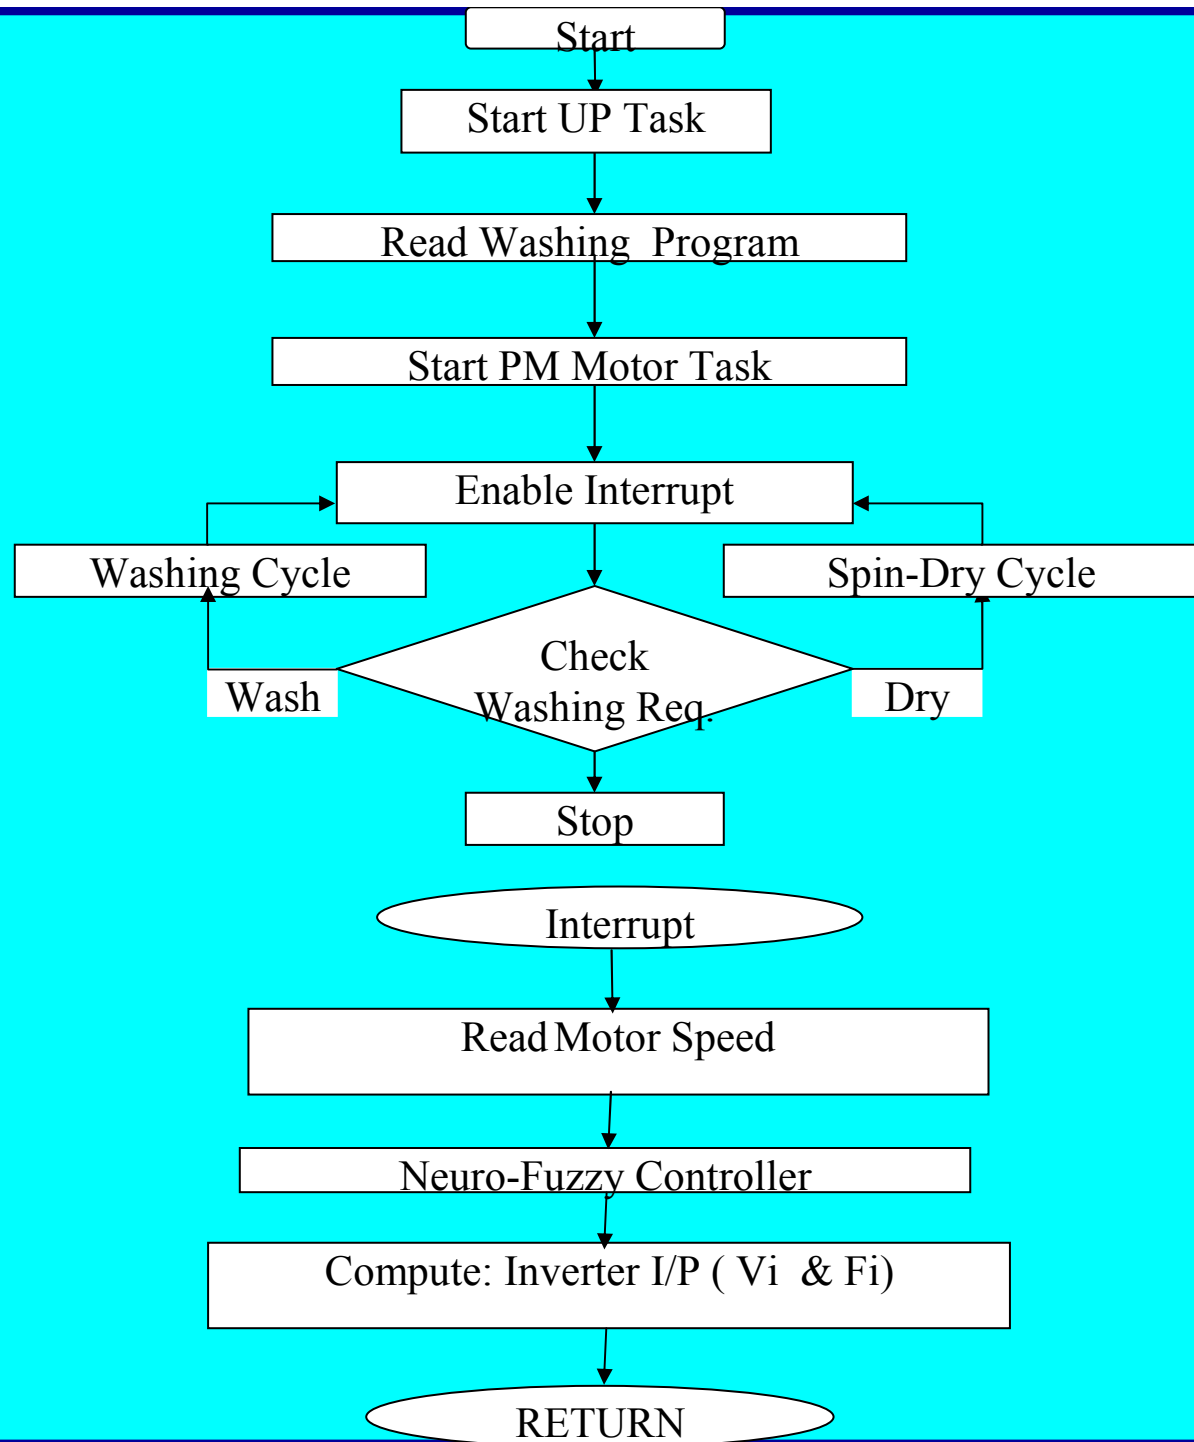 Start
Start UP Task
Read Washing Program
Start PM Motor Task
Enable Interrupt
Washing Cycle
Spin-Dry Cycle
Check
Washing Req.
Wash
Dry
Stop
Interrupt
Read Motor Speed
Neuro-Fuzzy Controller
Compute: Inverter I/P ( Vi & Fi)
RETURN